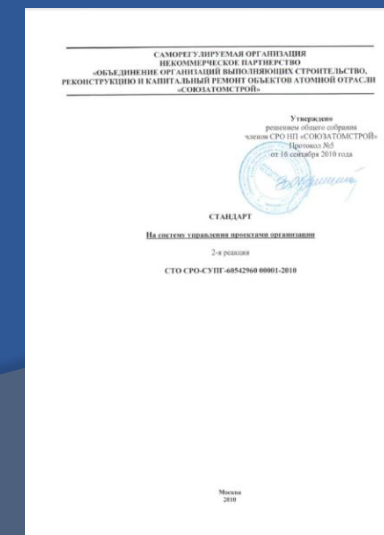 САМОРЕГУЛИРУЕМАЯ ОРГАНИЗАЦИЯ
НЕКОММЕРЧЕСКОЕ ПАРТНЕРСТВО
«ОБЪЕДИНЕНИЕ ОРГАНИЗАЦИЙ ВЫПОЛНЯЮЩИХ СТРОИТЕЛЬСТВО,
РЕКОНСТРУКЦИЮ И КАПИТАЛЬНЫЙ РЕМОНТ ОБЪЕКТОВ АТОМНОЙ ОТРАСЛИ
«СОЮЗАТОМСТРОЙ»
Утверждено
решением общего собрания
членов СРО НП «СОЮЗАТОМСТРОЙ»
Протокол №5
от 16 сентября 2010 года
СТАНДАРТ
На систему управления проектами организации
2-я редакция
СТО СРО-СУПГ-60542960 00001-2010
Москва
2010